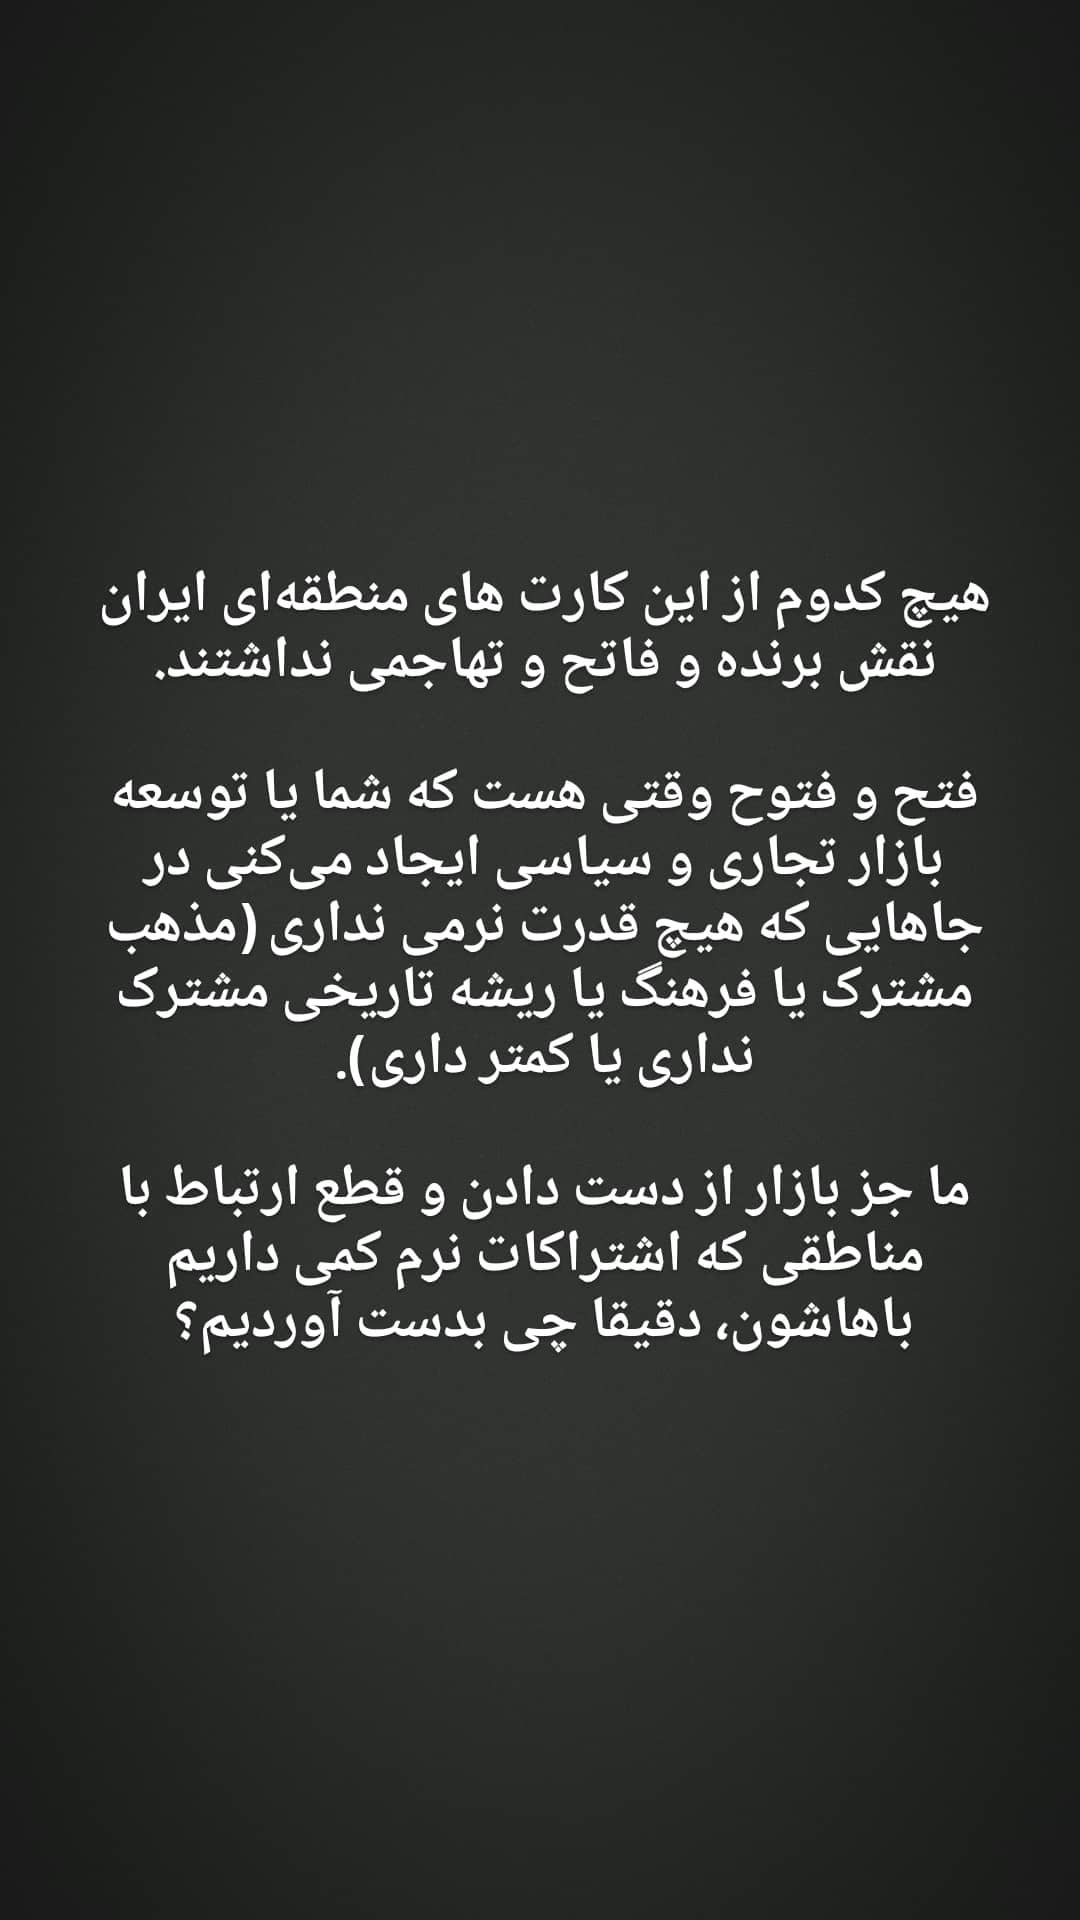 هیچ کدوم از این کارت های منطقه‌ای ایران
نقش برنده و فاتح و تهاجمی نداشتند.
فتح و فتوح وقتی هست که شما یا توسعه
بازار تجاری و سیاسی ایجاد می‌کنی در
جاهایی که هیچ قدرت نرمی نداری (مذهب
مشترک یا فرهنگ یا ریشه تاریخی مشترک
نداری یا کمتر داری).
ما جز بازار از دست دادن و قطع ارتباط با
مناطقی که اشتراکات نرم کمی داریم
باهاشون، دقیقا چی بدست آوردیم؟